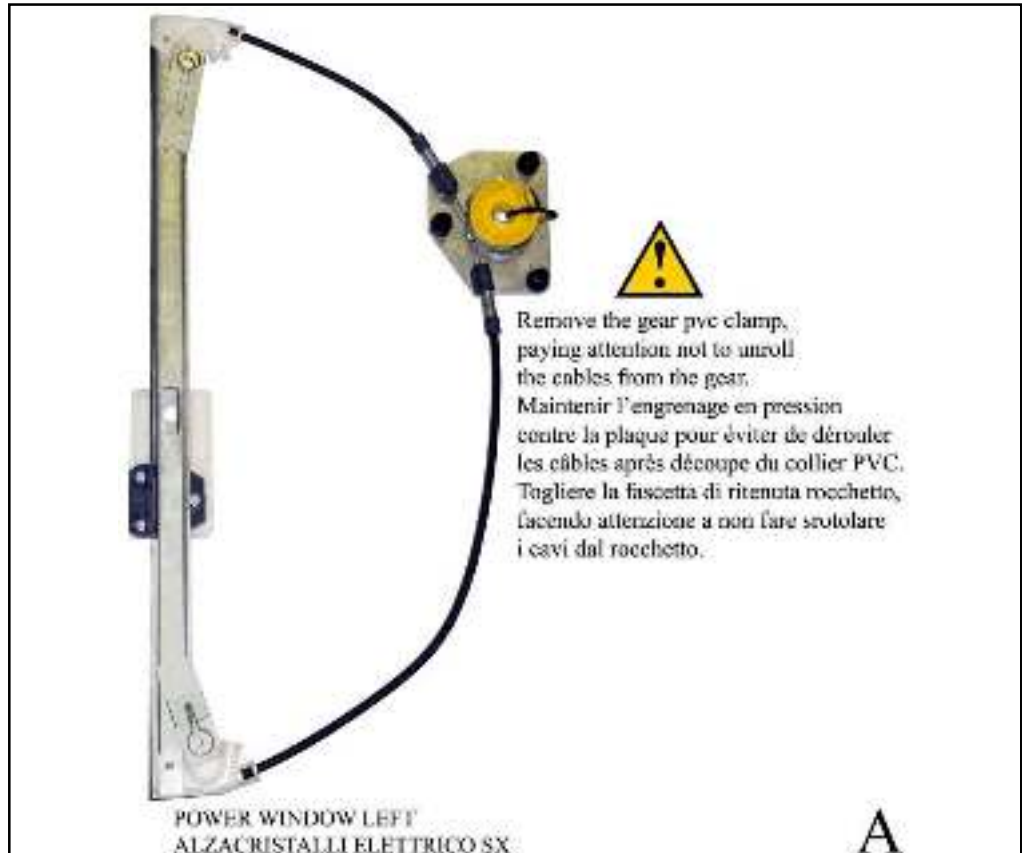 Remove the gear pvc clamp,
paying attention not to unroll
the cables from the gear.
Maintenir l'engrenage en pression
contre la plaque pour éviter de dérouler
les câbles après découpe du collier PVC.
Togliere la fascetta di ritenuta rocchetto,
facendo attenzione a non fare srotolare
i cavi dal rocchetto.
POWER WINDOW LEFT
ALZACRISTALLI ELETTRICO SX
A